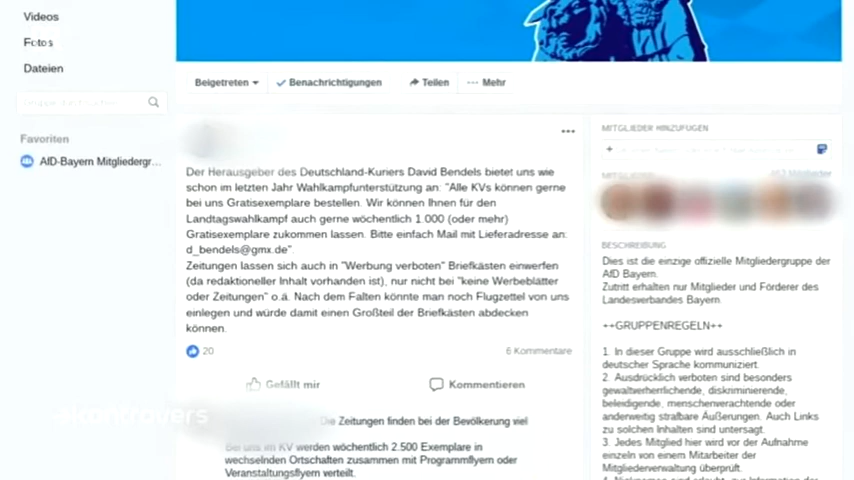 Videos
Fotos
Dateien
Favoriten
AfD-Bayern Mitgliedergr...
Beigetreten
Benachrichtigungen
Teilen
Mehr
Der Herausgeber des Deutschland-Kuriers David Bendels bietet uns wie
schon im letzten Jahr Wahlkampfunterstützung an: "Alle KVs können gerne
bei uns Gratisexemplare bestellen. Wir können Ihnen für den
Landtagswahlkampf auch gerne wöchentlich 1.000 (oder mehr)
Gratisexemplare zukommen lassen. Bitte einfach Mail mit Lieferadresse an:
d_bendels@gmx.de"
Zeitungen lassen sich auch in "Werbung verboten" Briefkästen einwerfen
(da redaktioneller Inhalt vorhanden ist), nur nicht bei "keine Werbeblätter
oder Zeitungen" o.ä. Nach dem Falten könnte man noch Flugzettel von uns
einlegen und würde damit einen Großteil der Briefkästen abdecken
können.
20
6 Kommentare
Gefällt mir
Kommentieren
Die Zeitungen finden bei der Bevölkerung viel
Bei uns im KV werden wöchentlich 2.500 Exemplare in
wechselnden Ortschaften zusammen mit Programmflyern oder
Veranstaltungsflyern verteilt.
kontrovers
MITGLIEDER HINZUFÜGEN
MITGLIEDER
BESCHREIBUNG
Dies ist die einzige offizielle Mitgliedergruppe der
AfD Bayern.
Zutritt erhalten nur Mitglieder und Förderer des
Landesverbandes Bayern.
++GRUPPENREGELN++
1. In dieser Gruppe wird ausschließlich in
deutscher Sprache kommuniziert.
2. Ausdrücklich verboten sind besonders
gewaltverherrlichende, diskriminierende,
beleidigende, menschenverachtende oder
anderweitig strafbare Äußerungen. Auch Links
zu solchen Inhalten sind untersagt.
3. Jedes Mitglied hier wird vor der Aufnahme
einzeln von einem Mitarbeiter der
Mitgliederverwaltung überprüft.